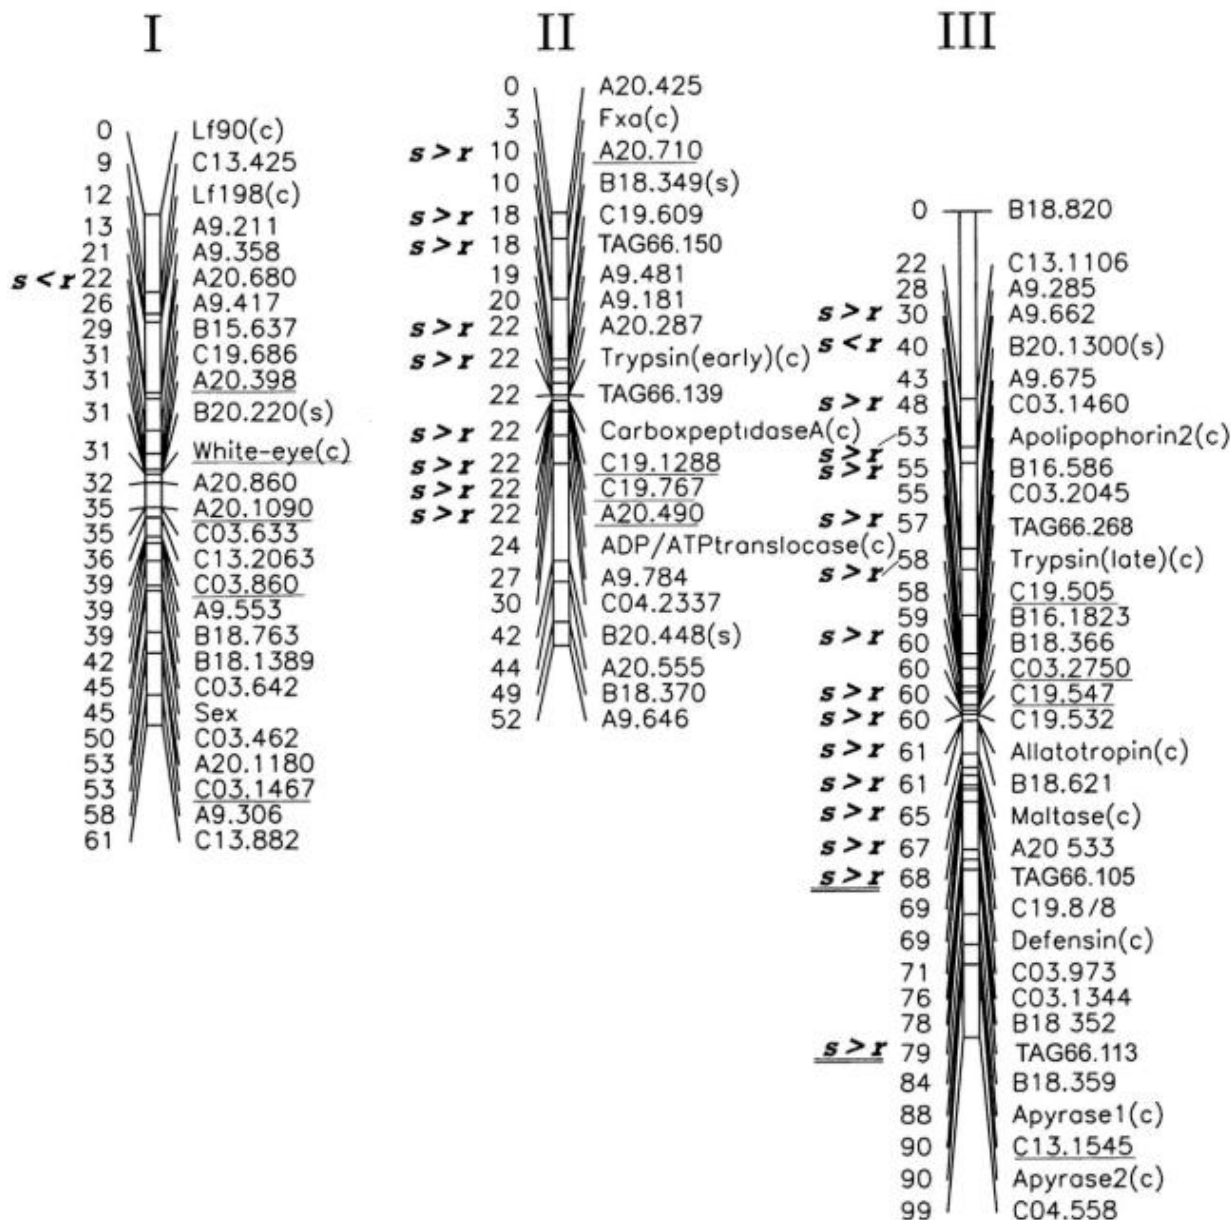 I
0 Lf90(c)
9 C13.425
12 Lf198(c)
13 A9.211
21 A9.358
s < r 22 A20.680
26 A9.417
29 B15.637
31 C19.686
31 A20.398
31 B20.220(s)
31 White-eye(c)
32 A20.860
35 A20.1090
35 C03.633
36 C13.2063
39 C03.860
39 A9.553
39 B18.763
42 B18.1389
45 C03.642
45 Sex
50 C03.462
53 A20.1180
53 C03.1467
58 A9.306
61 C13.882
II
0 A20.425
3 Fxa(c)
s > r 10 A20.710
10 B18.349(s)
s > r 18 C19.609
s > r 18 TAG66.150
19 A9.481
20 A9.181
s > r 22 A20.287
s > r 22 Trypsin(early)(c)
22 TAG66.139
s > r 22 CarboxpeptidaseA(c)
s > r 22 C19.1288
s > r 22 C19.767
s > r 22 A20.490
24 ADP/ATPtranslocase(c)
27 A9.784
30 C04.2337
42 B20.448(s)
44 A20.555
49 B18.370
52 A9.646
III
0 B18.820
22 C13.1106
28 A9.285
s > r 30 A9.662
s < r 40 B20.1300(s)
43 A9.675
s > r 48 C03.1460
s > r 53 Apolipophorin2(c)
s > r 55 B16.586
55 C03.2045
s > r 57 TAG66.268
s > r 58 Trypsin(late)(c)
58 C19.505
59 B16.1823
s > r 60 B18.366
60 C03.2750
s > r 60 C19.547
s > r 60 C19.532
s > r 61 Allatotropin(c)
s > r 61 B18.621
s > r 65 Maltase(c)
s > r 67 A20 533
s > r 68 TAG66.105
69 C19.8/8
69 Defensin(c)
71 C03.973
76 C03.1344
78 B18 352
s > r 79 TAG66.113
84 B18.359
88 Apyrase1(c)
90 C13.1545
90 Apyrase2(c)
99 C04.558